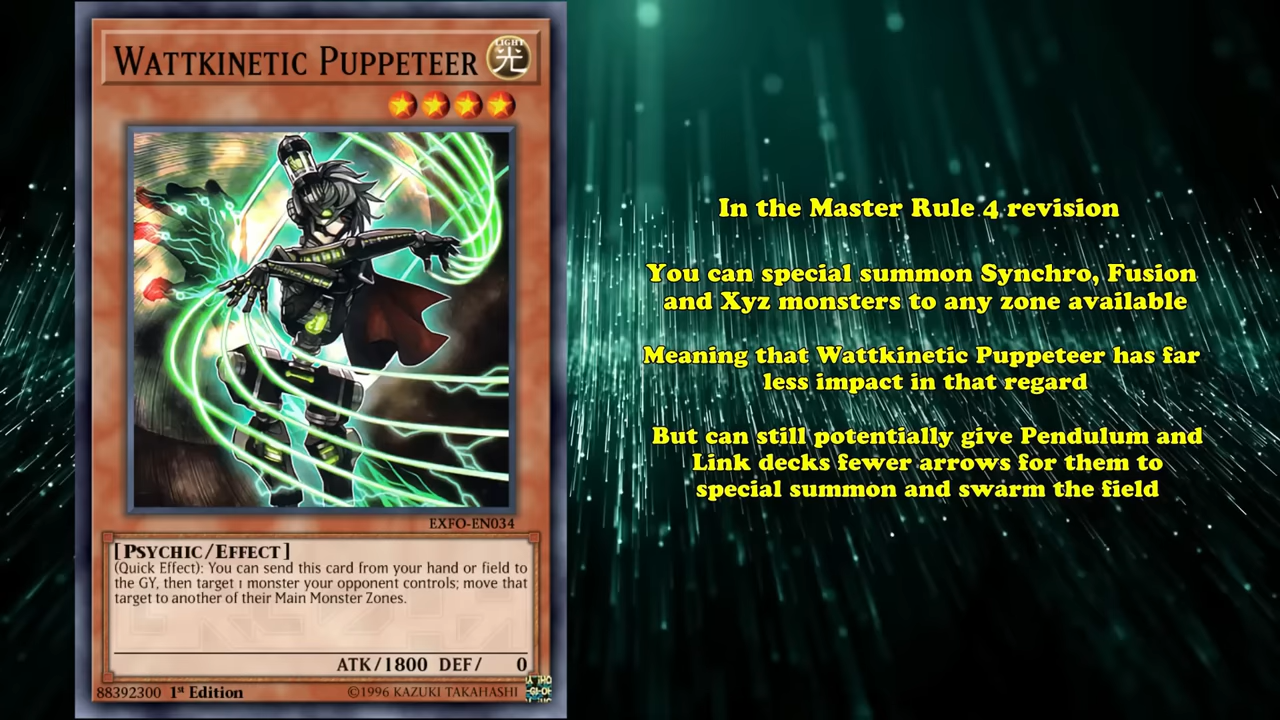 WATTKINETIC PUPPETEER
LIGHT
光
EXFO-EN034
[PSYCHIC/EFFECT]
(Quick Effect): You can send this card from your hand or field to
the GY, then target 1 monster your opponent controls; move that
target to another of their Main Monster Zones.
ATK/1800 DEF/ 0
88392300 1st Edition
©1996 KAZUKI TAKAHASHI
In the Master Rule 4 revision
You can special summon Synchro, Fusion
and Xyz monsters to any zone available
Meaning that Wattkinetic Puppeteer has far
less impact in that regard
But can still potentially give Pendulum and
Link decks fewer arrows for them to
special summon and swarm the field